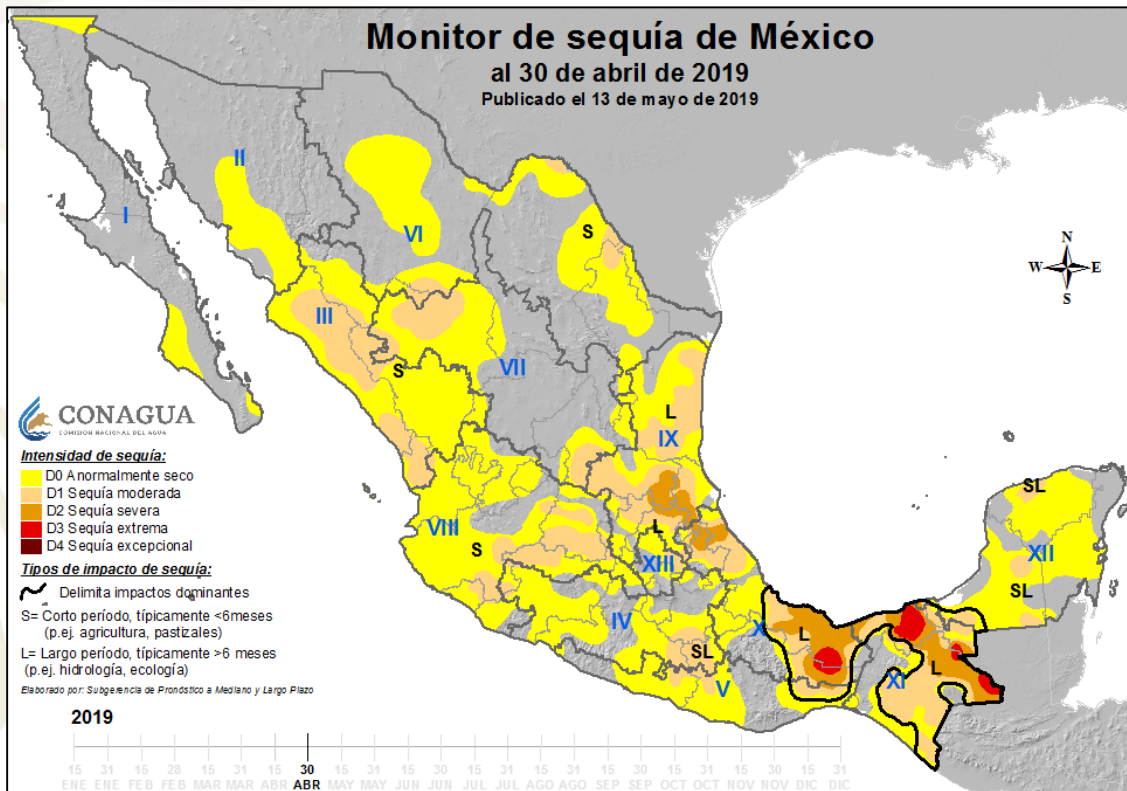 Monitor de sequía de México
al 30 de abril de 2019
Publicado el 13 de mayo de 2019
II
I
VI
S
N
W E
S
III
S
VII
L
IX
CONAGUA
COMISIÓN NACIONAL DEL AGUA
Intensidad de sequía:
D0 Anormalmente seco
D1 Sequía moderada
D2 Sequía severa
D3 Sequía extrema
D4 Sequía excepcional
Tipos de impacto de sequía:
Delimita impactos dominantes
(p.ej. agricultura, pastizales)
S= Corto período, típicamente <6meses
(p.ej. agricultura, pastizales)
L= Largo período, típicamente >6 meses
(p.ej. hidrología, ecología)
Elaborado por: Subgerencia de Pronóstico a Mediano y Largo Plazo
VIII
S
L
XIII
SL
XII
SL
IV
X
L
SL
V
XI
L
2019
15 31 15 28 15 31 15 30 15 31 15 30 15 31 15 31 15 30 15 31 15 30 15 31
ENE ENE FEB FEB MAR MAR ABR ABR MAY MAY JUN JUN JUL JUL AGO AGO SEP SEP OCT OCT NOV NOV DIC DIC